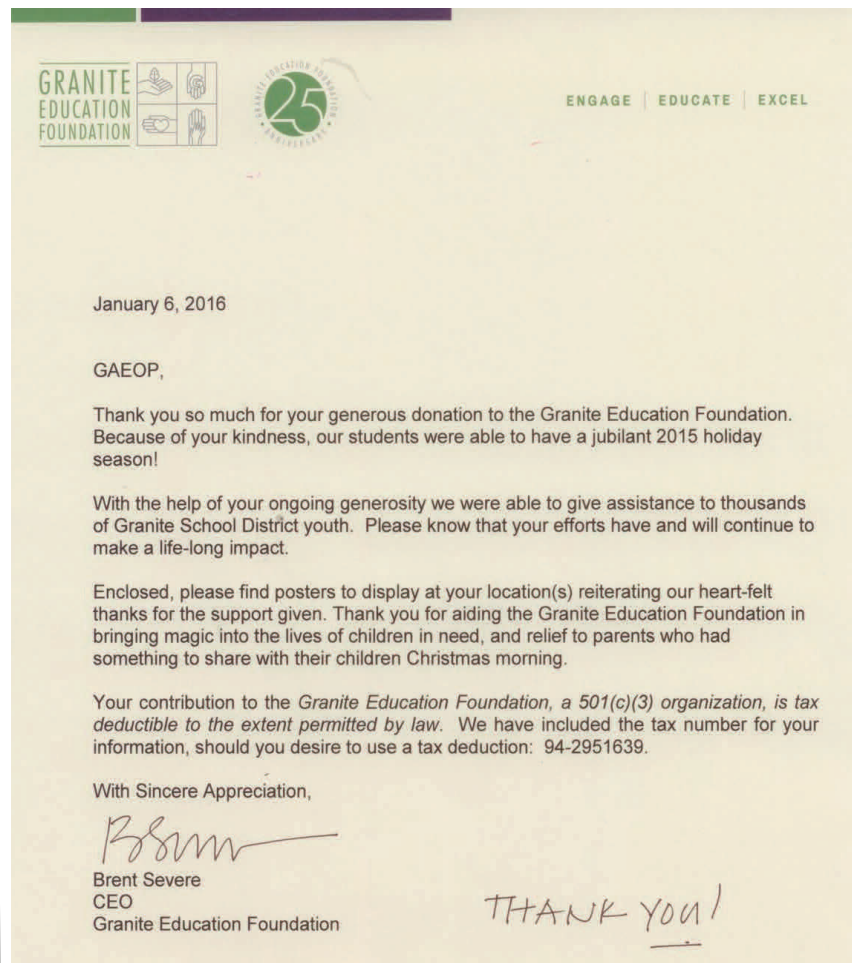 GRANITE
EDUCATION
FOUNDATION
GRANITE EDUCATION FOUNDATION
25
ANNIVERSARY
ENGAGE | EDUCATE | EXCEL
January 6, 2016
GAEOP,
Thank you so much for your generous donation to the Granite Education Foundation.
Because of your kindness, our students were able to have a jubilant 2015 holiday
season!
With the help of your ongoing generosity we were able to give assistance to thousands
of Granite School District youth.  Please know that your efforts have and will continue to
make a life-long impact.
Enclosed, please find posters to display at your location(s) reiterating our heart-felt
thanks for the support given. Thank you for aiding the Granite Education Foundation in
bringing magic into the lives of children in need, and relief to parents who had
something to share with their children Christmas morning.
Your contribution to the Granite Education Foundation, a 501(c)(3) organization, is tax
deductible to the extent permitted by law.  We have included the tax number for your
information, should you desire to use a tax deduction:  94-2951639.
With Sincere Appreciation,
Brent Severe
CEO
Granite Education Foundation
THANK YOU!